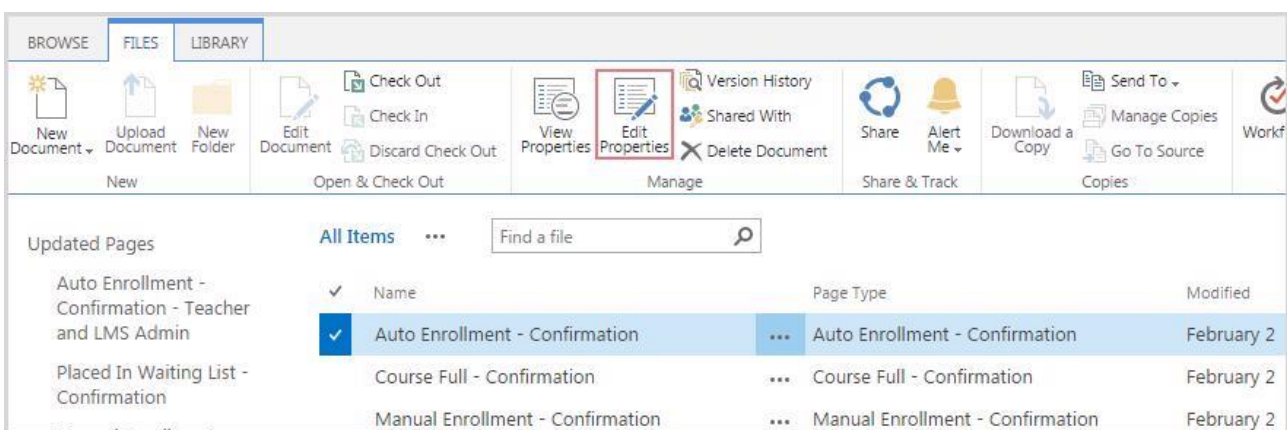 BROWSE FILES LIBRARY
New Document
Upload Document
New Folder
New
Edit Document
Check Out
Check In
Discard Check Out
Open & Check Out
View Properties
Edit Properties
Version History
Shared With
Delete Document
Manage
Share
Alert Me
Share & Track
Download a Copy
Send To
Manage Copies
Go To Source
Copies
Workf
Updated Pages
Auto Enrollment -
Confirmation - Teacher
and LMS Admin
Placed In Waiting List -
Confirmation
All Items ••• Find a file
Name Page Type Modified
Auto Enrollment - Confirmation ••• Auto Enrollment - Confirmation February 2
Course Full - Confirmation ••• Course Full - Confirmation February 2
Manual Enrollment - Confirmation ••• Manual Enrollment - Confirmation February 2